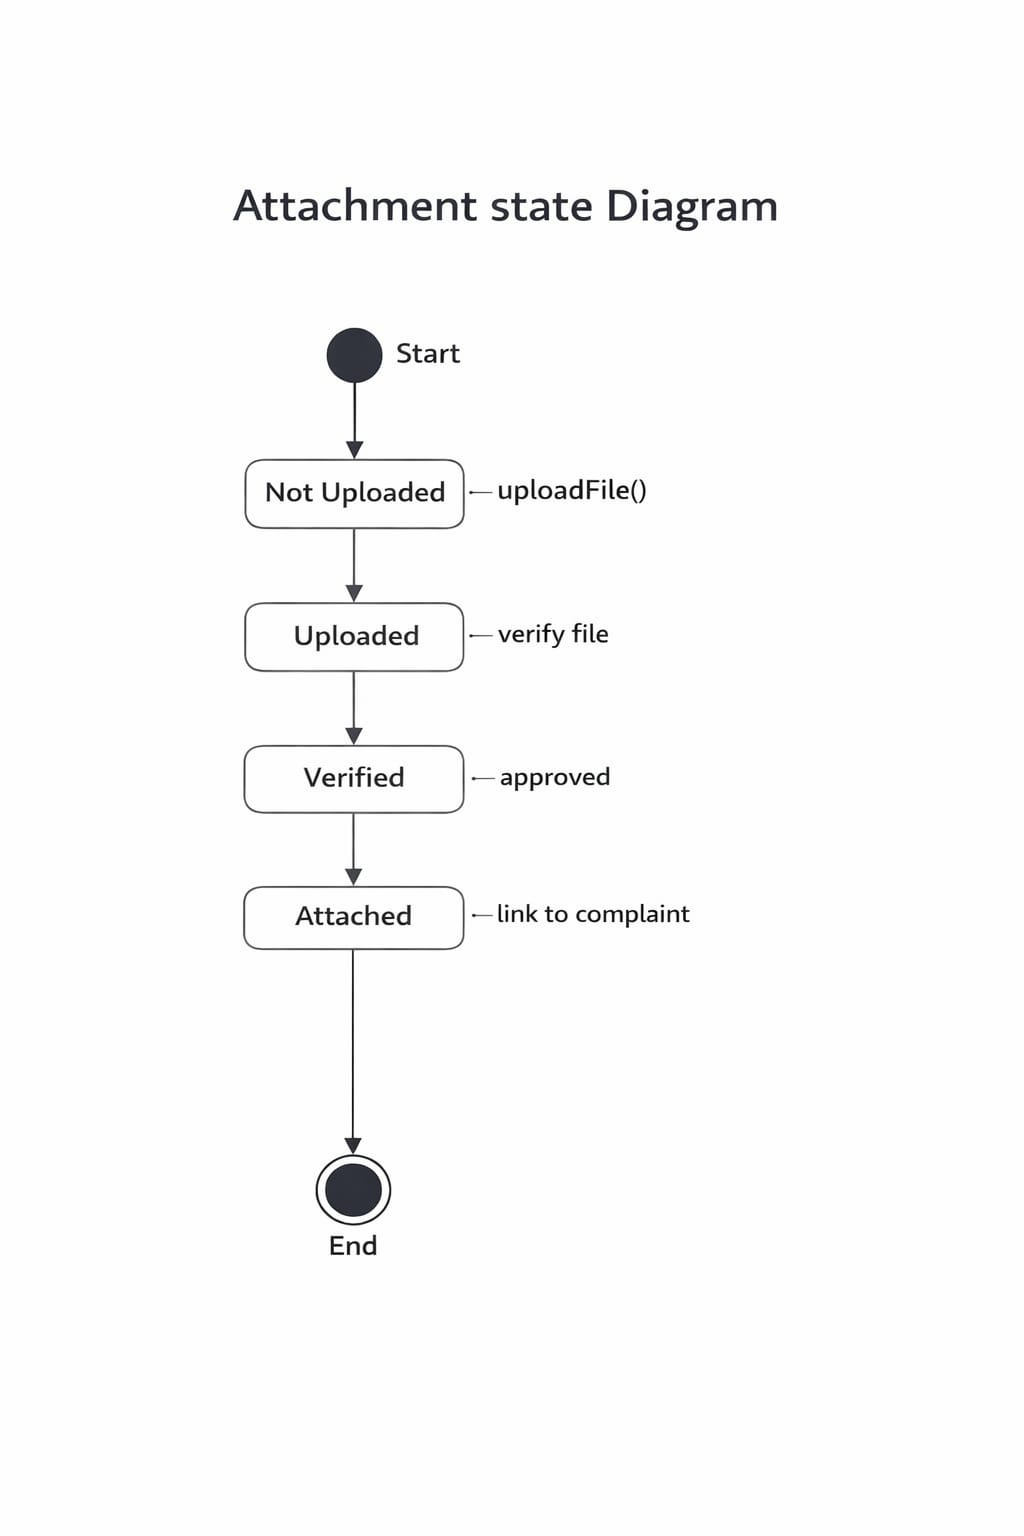 Attachment state Diagram
Start
Not Uploaded
uploadFile()
Uploaded
verify file
Verified
approved
Attached
link to complaint
End